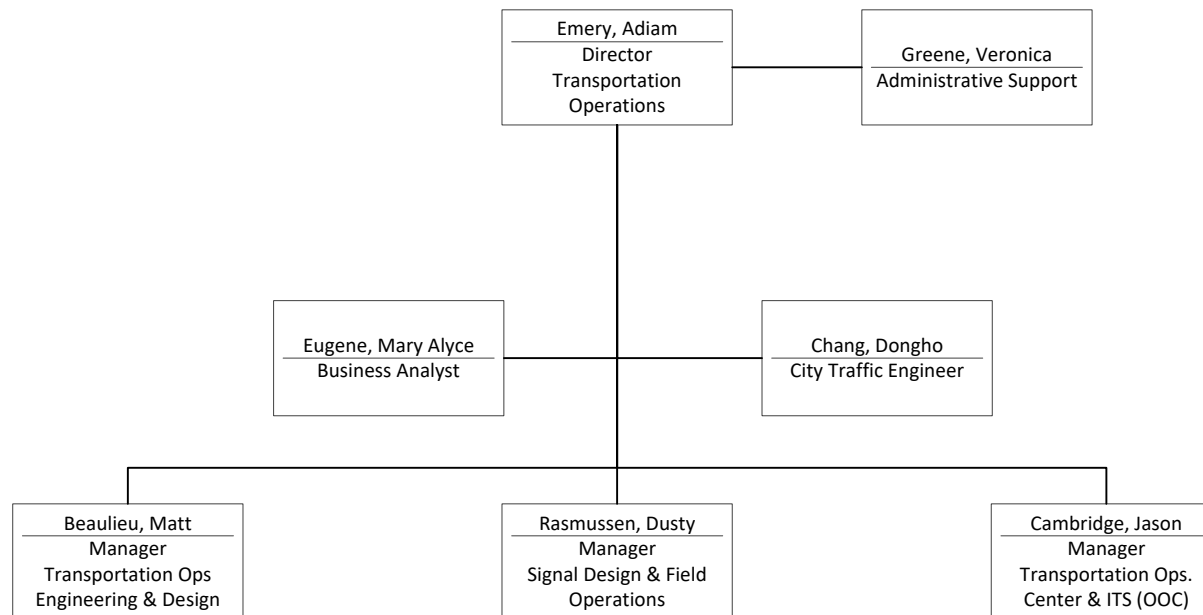 Emery, Adiam
Director
Transportation
Operations
Greene, Veronica
Administrative Support
Eugene, Mary Alyce
Business Analyst
Chang, Dongho
City Traffic Engineer
Beaulieu, Matt
Manager
Transportation Ops
Engineering & Design
Rasmussen, Dusty
Manager
Signal Design & Field
Operations
Cambridge, Jason
Manager
Transportation Ops.
Center & ITS (OOC)